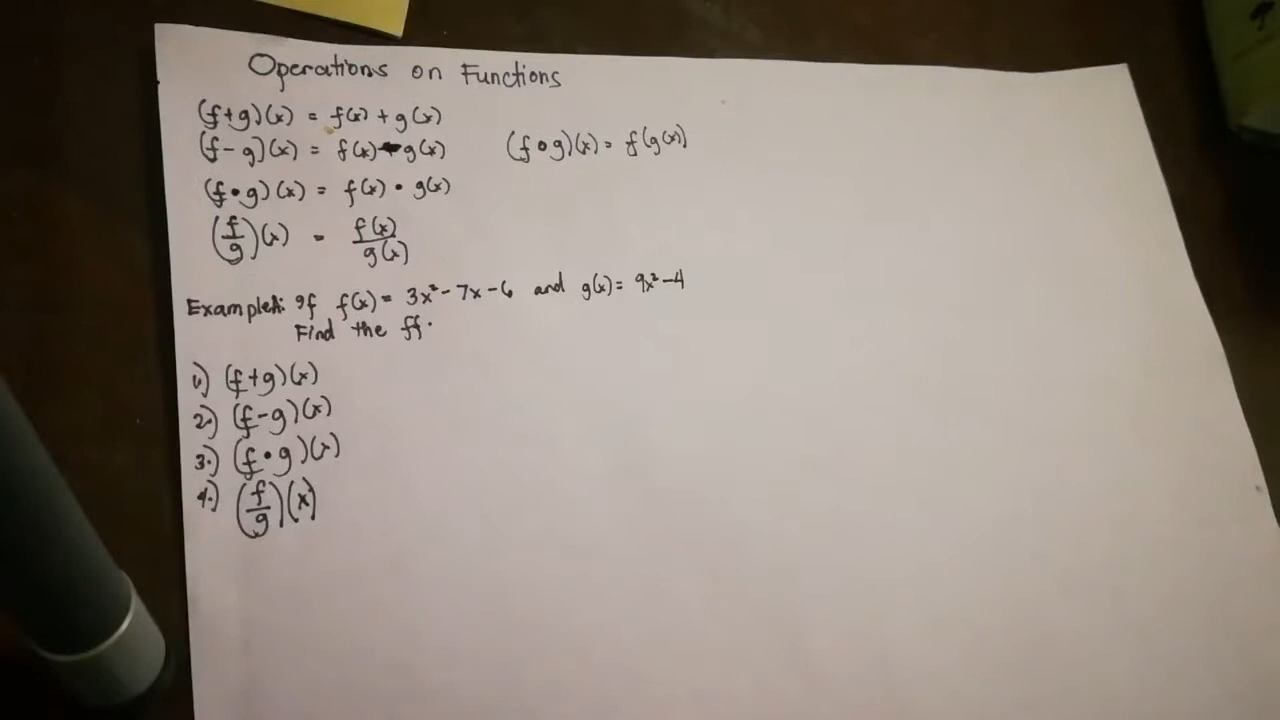 Operations on Functions
(f+g)(x) = f(x) + g(x)
(f-g)(x) = f(x) - g(x)
(f∘g)(x) = f(g(x))
(f•g)(x) = f(x) • g(x)
(f/g)(x) = f(x)/g(x)
Example: If f(x) = 3x² - 7x - 6 and g(x) = 9x² - 4
Find the ff.
1.) (f+g)(x)
2.) (f-g)(x)
3.) (f•g)(x)
4.) (f/g)(x)